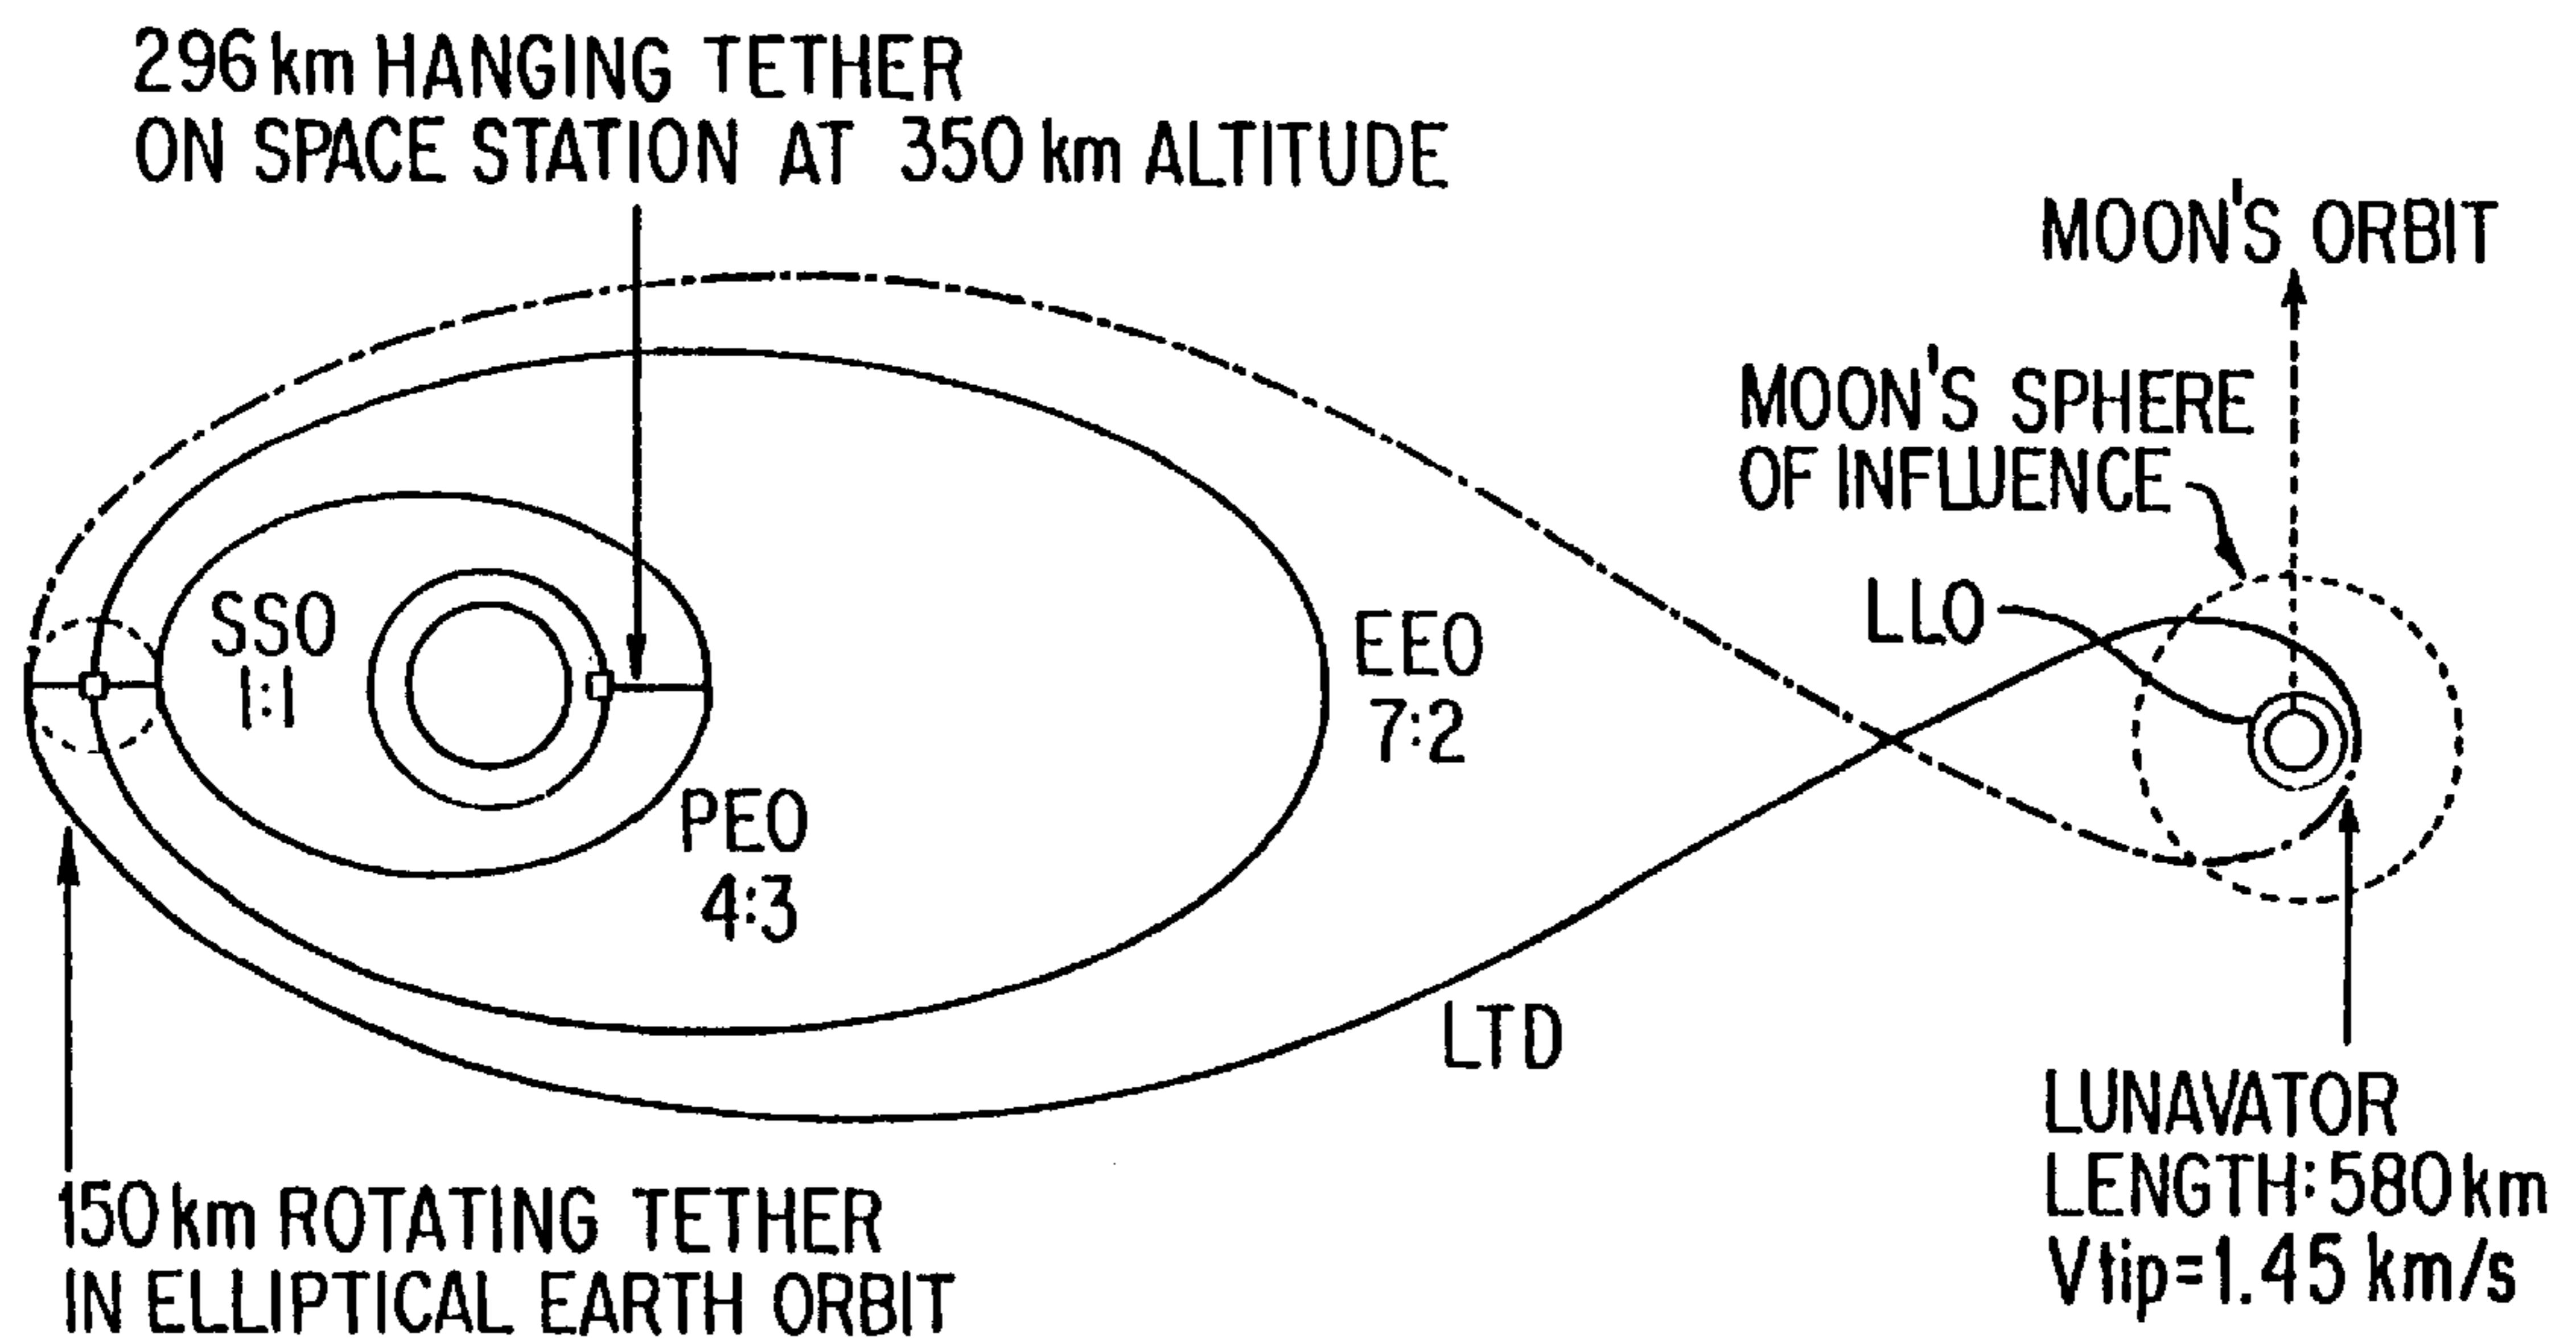 296 km HANGING TETHER
ON SPACE STATION AT 350 km ALTITUDE
MOON'S ORBIT
MOON'S SPHERE
OF INFLUENCE
LLO
SSO
1:1
EEO
7:2
PEO
4:3
LTD
LUNAVATOR
LENGTH: 580 km
Vtip=1.45 km/s
150 km ROTATING TETHER
IN ELLIPTICAL EARTH ORBIT